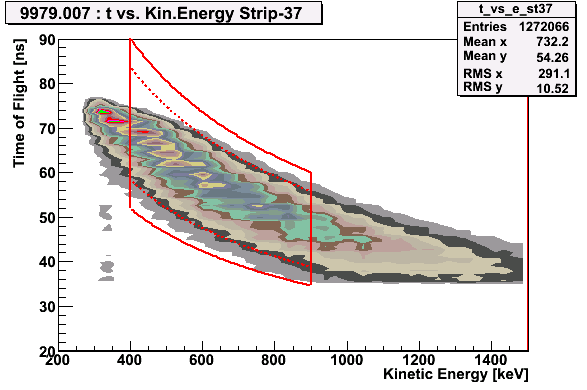 9979.007 : t vs. Kin.Energy Strip-37
t_vs_e_st37
Entries 1272066
Mean x 732.2
Mean y 54.26
RMS x 291.1
RMS y 10.52
Time of Flight [ns]
90
80
70
60
50
40
30
20
200 400 600 800 1000 1200 1400
Kinetic Energy [keV]